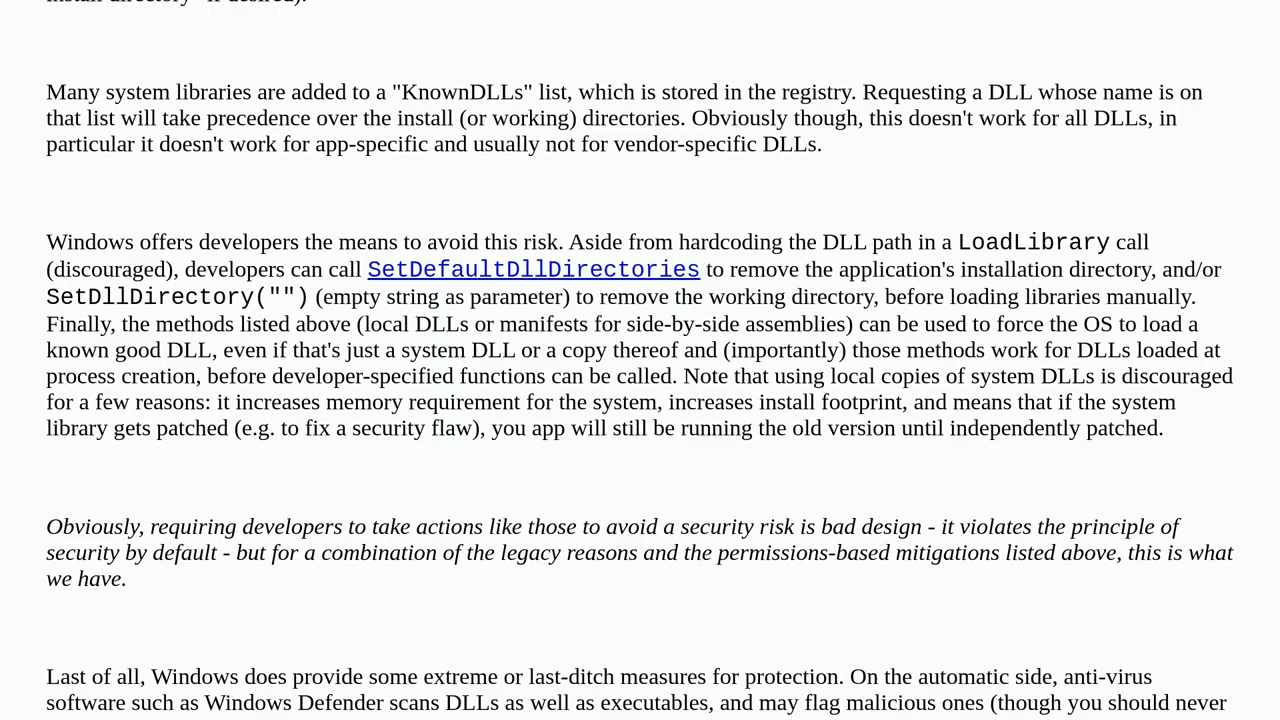 install directory - if desired).
Many system libraries are added to a "KnownDLLs" list, which is stored in the registry. Requesting a DLL whose name is on
that list will take precedence over the install (or working) directories. Obviously though, this doesn't work for all DLLs, in
particular it doesn't work for app-specific and usually not for vendor-specific DLLs.
Windows offers developers the means to avoid this risk. Aside from hardcoding the DLL path in a LoadLibrary call
(discouraged), developers can call SetDefaultDllDirectories to remove the application's installation directory, and/or
SetDllDirectory("") (empty string as parameter) to remove the working directory, before loading libraries manually.
Finally, the methods listed above (local DLLs or manifests for side-by-side assemblies) can be used to force the OS to load a
known good DLL, even if that's just a system DLL or a copy thereof and (importantly) those methods work for DLLs loaded at
process creation, before developer-specified functions can be called. Note that using local copies of system DLLs is discouraged
for a few reasons: it increases memory requirement for the system, increases install footprint, and means that if the system
library gets patched (e.g. to fix a security flaw), you app will still be running the old version until independently patched.
Obviously, requiring developers to take actions like those to avoid a security risk is bad design - it violates the principle of
security by default - but for a combination of the legacy reasons and the permissions-based mitigations listed above, this is what
we have.
Last of all, Windows does provide some extreme or last-ditch measures for protection. On the automatic side, anti-virus
software such as Windows Defender scans DLLs as well as executables, and may flag malicious ones (though you should never